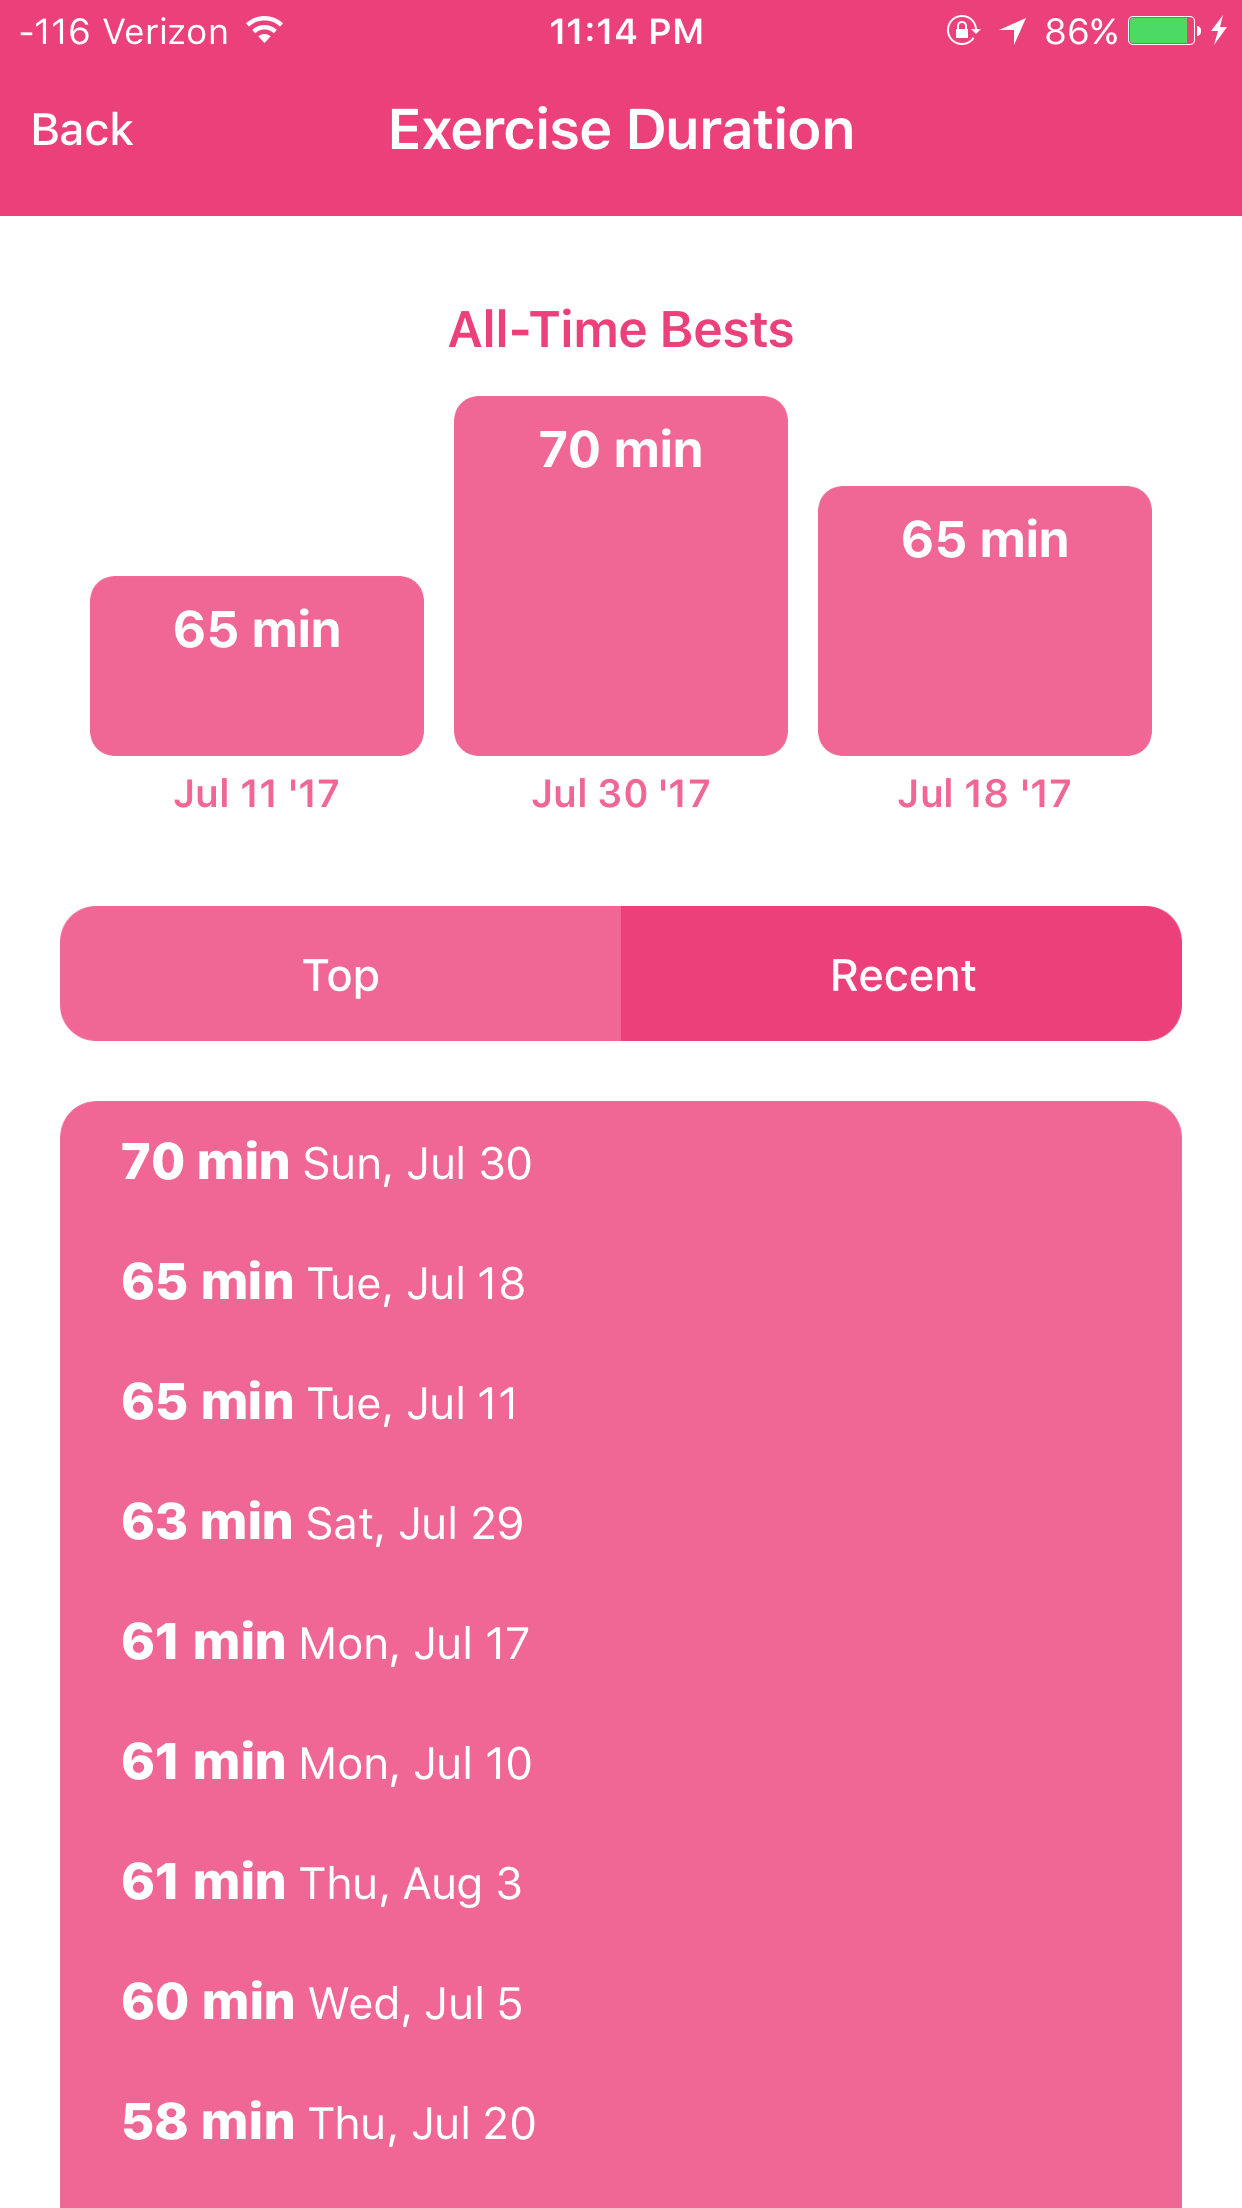 -116 Verizon 11:14 PM 86%
Back Exercise Duration
All-Time Bests
70 min
65 min
65 min
Jul 11 '17 Jul 30 '17 Jul 18 '17
Top Recent
70 min Sun, Jul 30
65 min Tue, Jul 18
65 min Tue, Jul 11
63 min Sat, Jul 29
61 min Mon, Jul 17
61 min Mon, Jul 10
61 min Thu, Aug 3
60 min Wed, Jul 5
58 min Thu, Jul 20